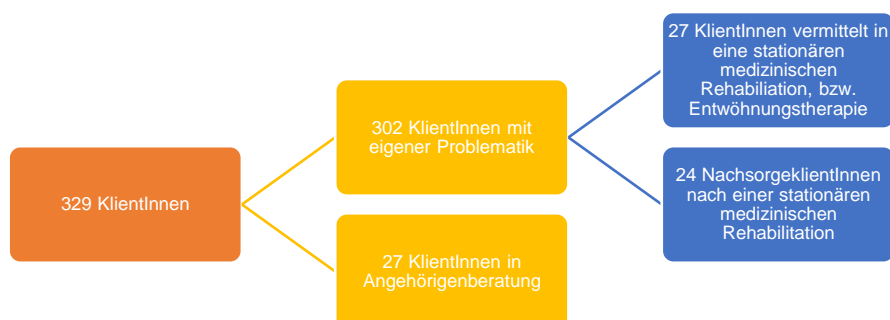 329 KlientInnen
302 KlientInnen mit
eigener Problematik
27 KlientInnen in
Angehörigenberatung
27 KlientInnen vermittelt in
eine stationären
medizinischen
Rehabiliation, bzw.
Entwöhnungstherapie
24 NachsorgeklientInnen
nach einer stationären
medizinischen
Rehabilitation